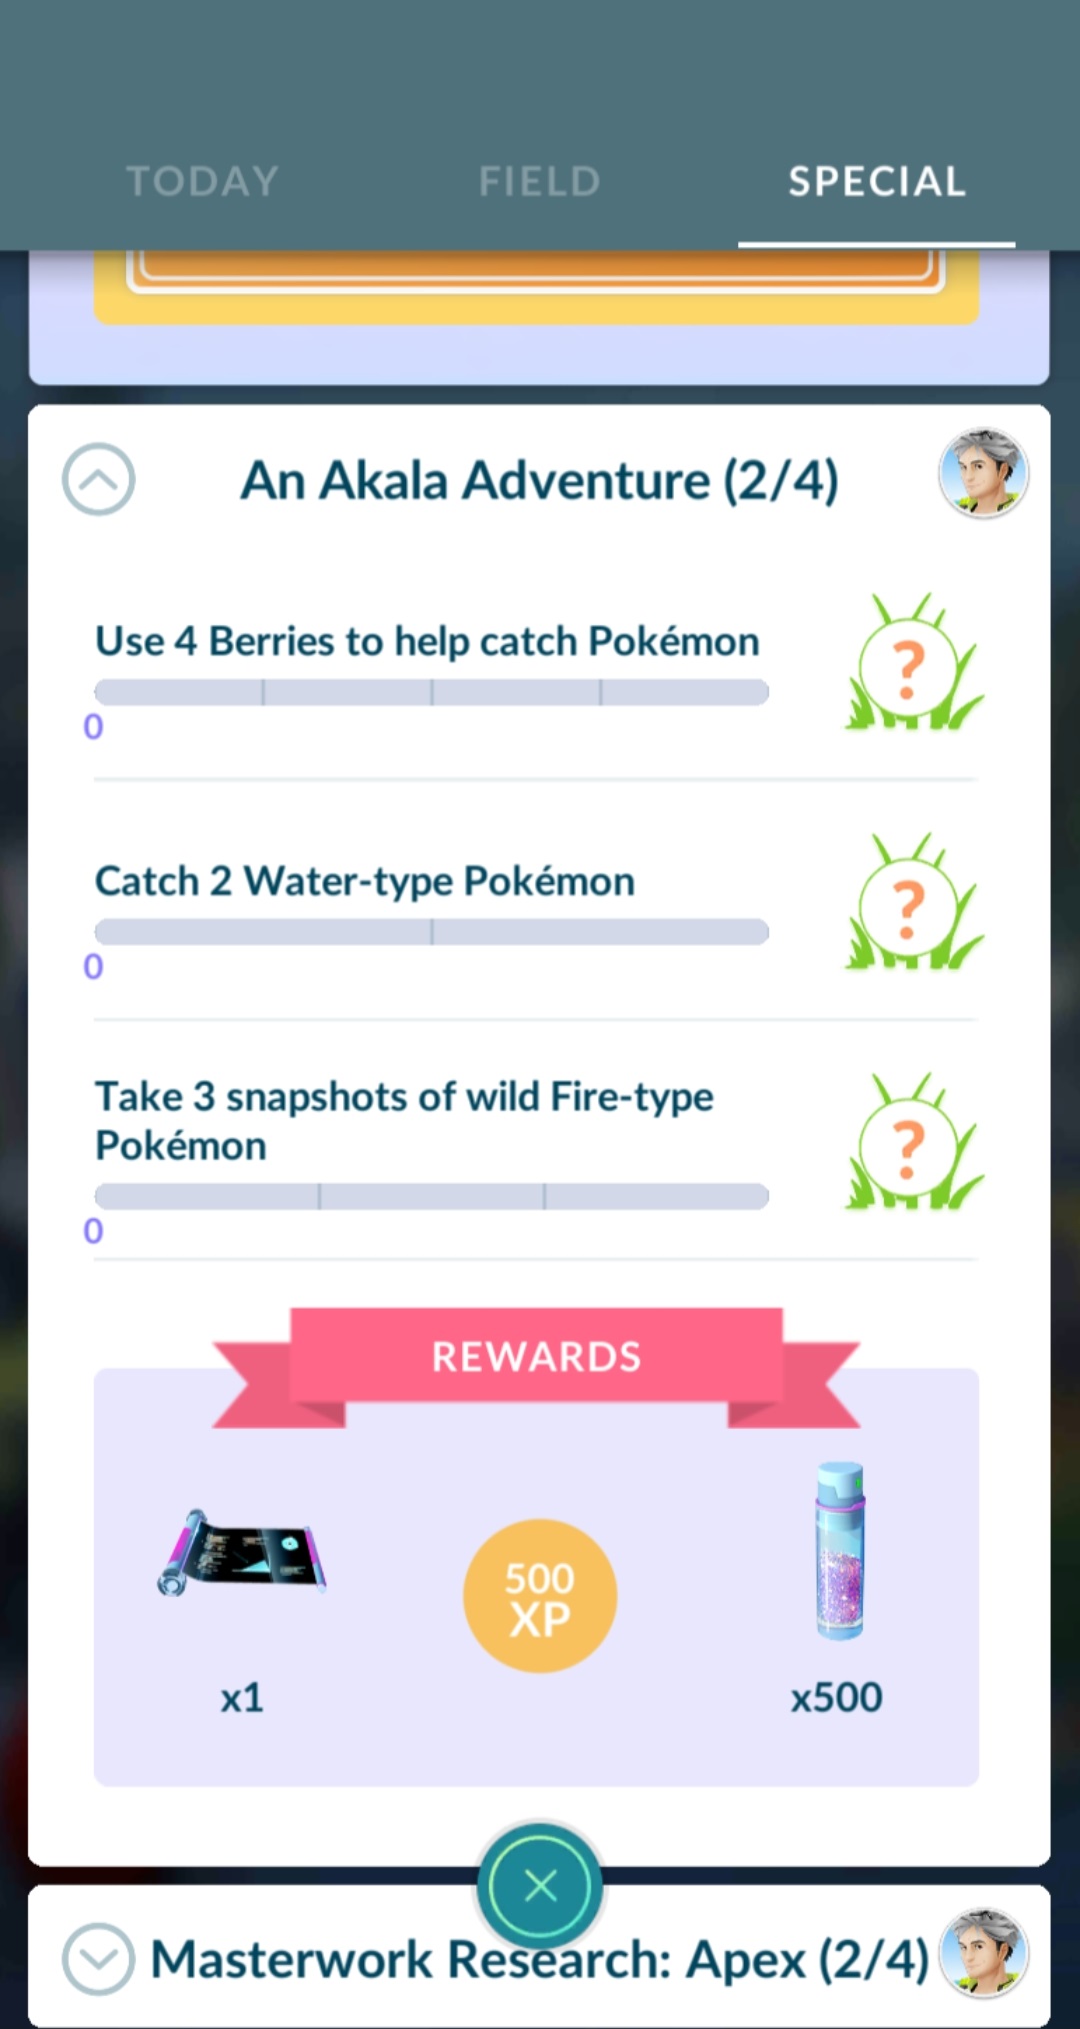 TODAY
FIELD
SPECIAL
An Akala Adventure (2/4)
Use 4 Berries to help catch Pokémon
?
0
Catch 2 Water-type Pokémon
?
0
Take 3 snapshots of wild Fire-type
Pokémon
?
0
REWARDS
500
XP
x1
x500
Masterwork Research: Apex (2/4)